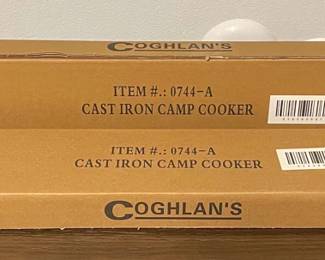 COGHLAN'S
ITEM #.: 0744-A
CAST IRON CAMP COOKER
ITEM #.: 0744-A
CAST IRON CAMP COOKER
COGHLAN'S